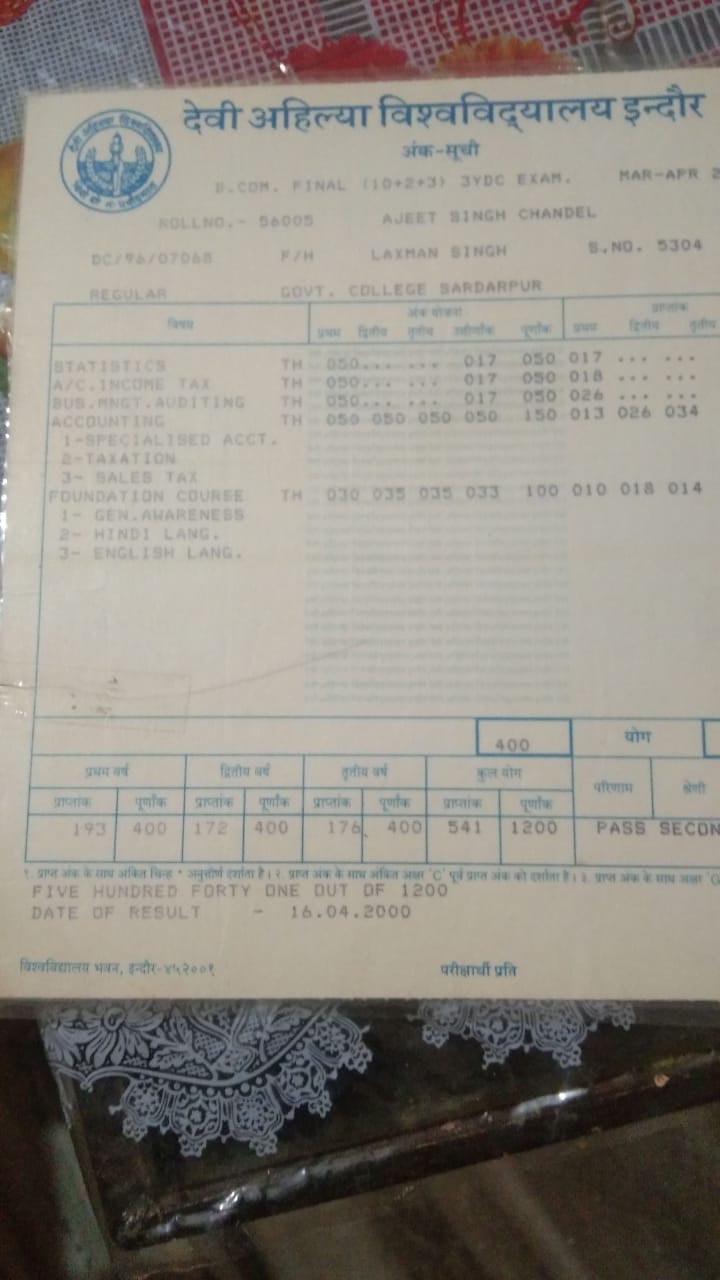 देवी अहिल्या विश्वविद्यालय इन्दौर
अंक-सूची
B.COM. FINAL (10+2+3) 3YDC EXAM. MAR-APR 2
ROLLNO.- 56005 AJEET SINGH CHANDEL
DC/96/07068 F/H LAXMAN SINGH S.NO. 5304
REGULAR GOVT. COLLEGE SARDARPUR
विषय अंक योजना प्राप्तांक
प्रथम द्वितीय तृतीय उत्तीर्णांक पूर्णांक प्रथम द्वितीय तृतीय
STATISTICS TH 050... ... 017 050 017 ... ...
A/C.INCOME TAX TH 050... ... 017 050 018 ... ...
BUS.MNGT.AUDITING TH 050... ... 017 050 026 ... ...
ACCOUNTING TH 050 050 050 050 150 013 026 034
1-SPECIALISED ACCT.
2-TAXATION
3- SALES TAX
FOUNDATION COURSE TH 030 035 035 033 100 010 018 014
1- GEN.AWARENESS
2- HINDI LANG.
3- ENGLISH LANG.
400 योग
प्रथम वर्ष द्वितीय वर्ष तृतीय वर्ष कुल योग परिणाम श्रेणी
प्राप्तांक पूर्णांक प्राप्तांक पूर्णांक प्राप्तांक पूर्णांक प्राप्तांक पूर्णांक
193 400 172 400 176 400 541 1200 PASS SECON
१. प्राप्त अंक के साथ अंकित चिन्ह * अनुत्तीर्ण दर्शाता है। २. प्राप्त अंक के साथ अंकित अक्षर 'C' पूर्व प्राप्त अंक को दर्शाता है। ३. प्राप्त अंक के साथ अक्षर 'G
FIVE HUNDRED FORTY ONE OUT OF 1200
DATE OF RESULT - 16.04.2000
विश्वविद्यालय भवन, इन्दौर-४५२००१ परीक्षार्थी प्रति